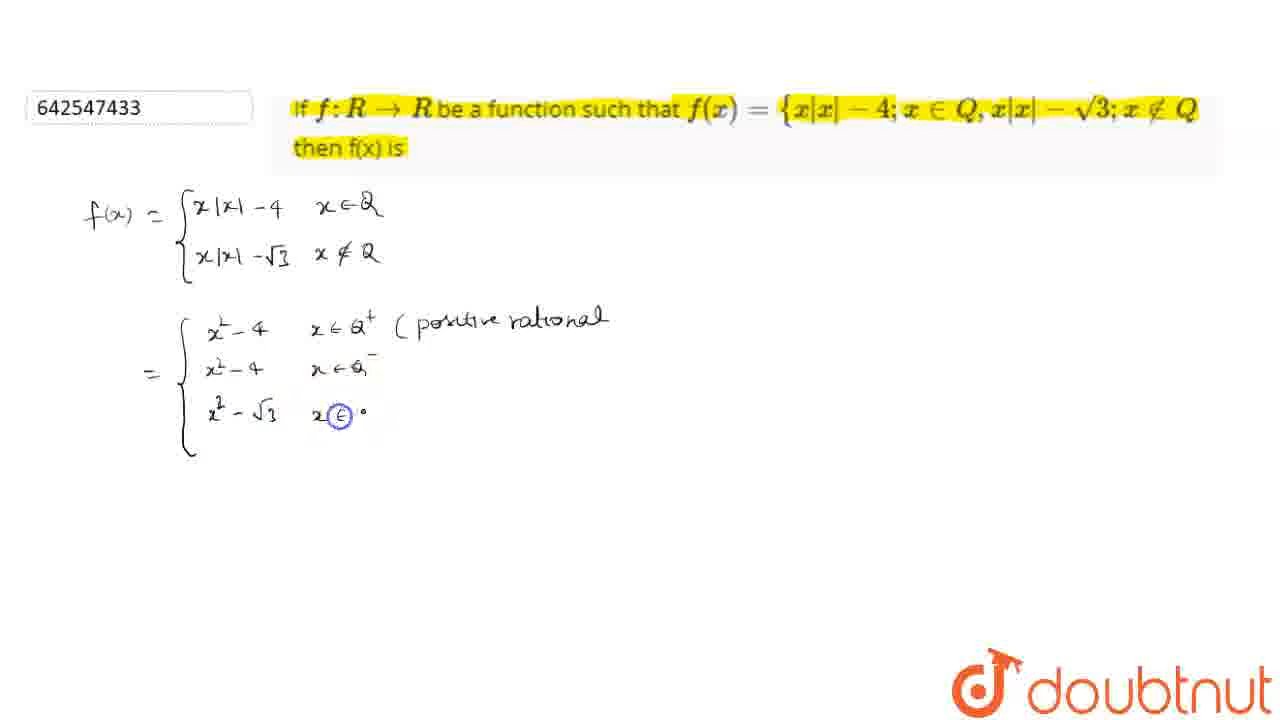 642547433
If f: R → R be a function such that f(x) = {x|x| − 4; x ∈ Q, x|x| − √3; x ∉ Q
then f(x) is
f(x) = { x|x| - 4 x ∈ Q
x|x| - √3 x ∉ Q
= { x² - 4 x ∈ Q⁺ (positive rational
x² - 4 x ∈ Q⁻
x² - √3 x ∈
doubtnut